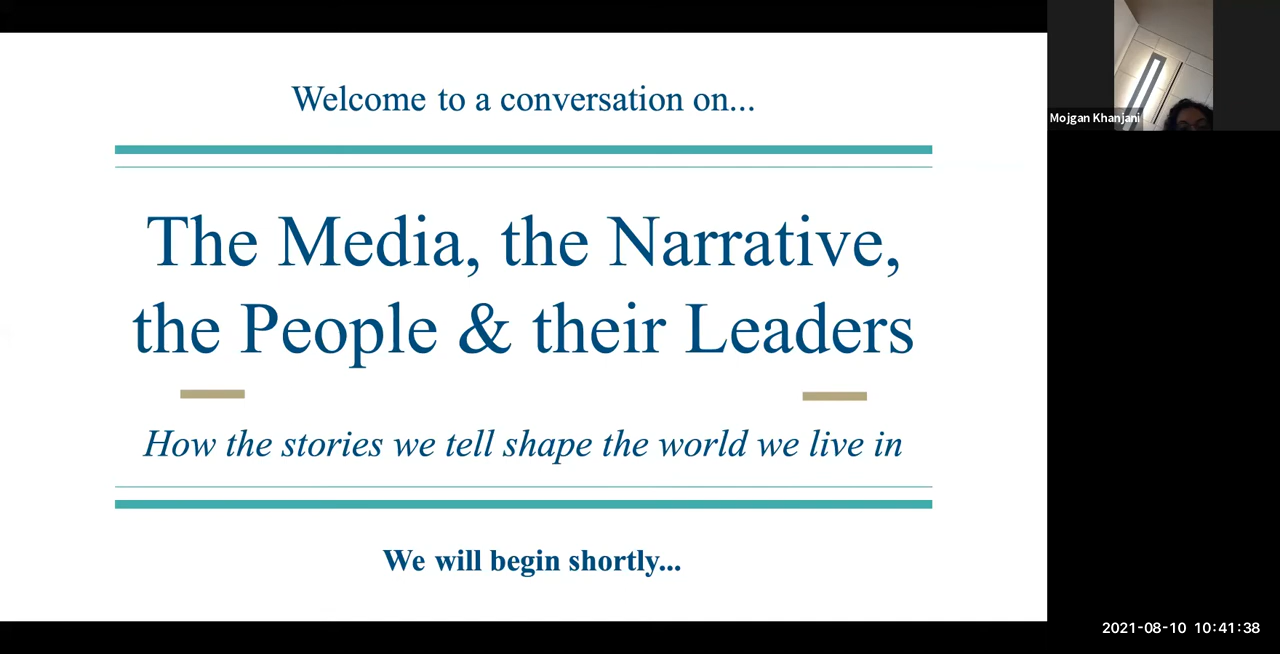 Welcome to a conversation on...
The Media, the Narrative,
the People & their Leaders
How the stories we tell shape the world we live in
We will begin shortly...
Mojgan Khanjani
2021-08-10 10:41:38